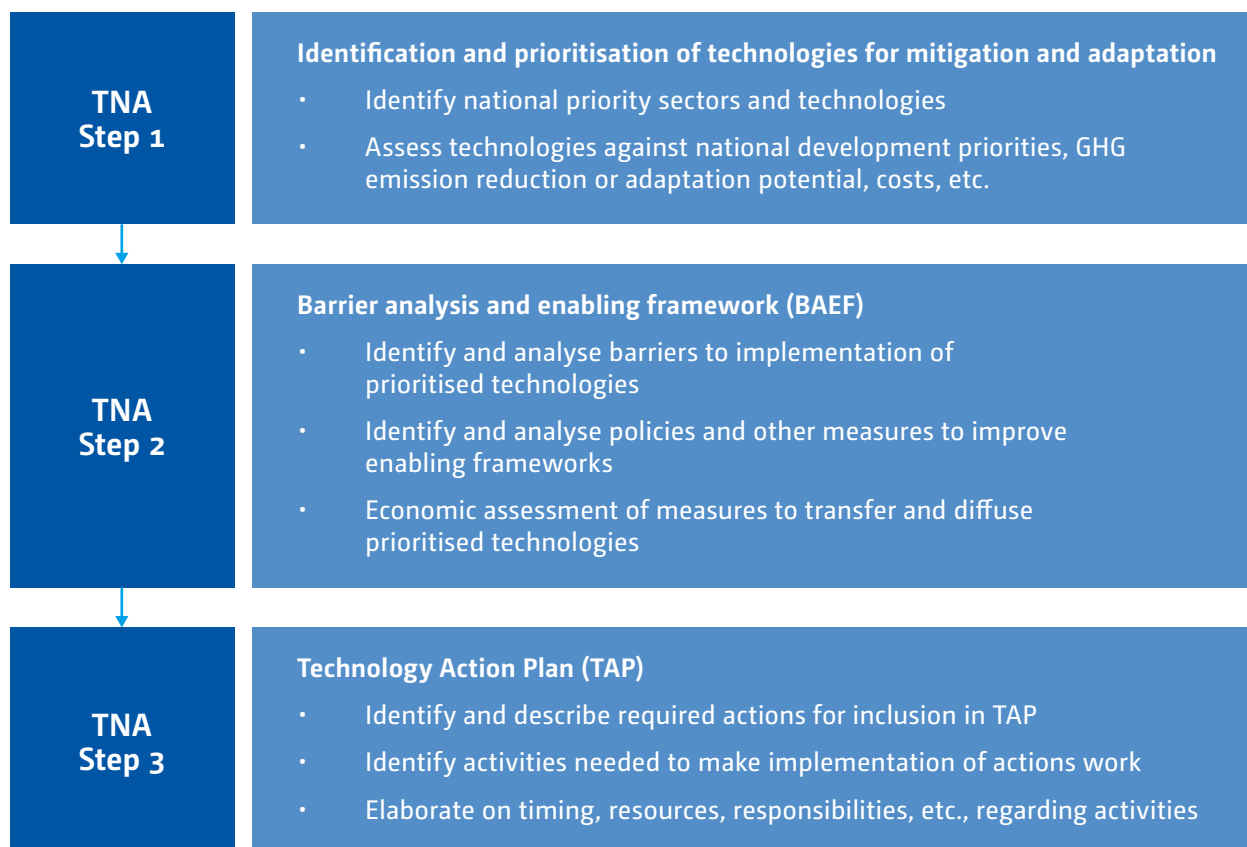 TNA
Step 1
Identification and prioritisation of technologies for mitigation and adaptation
• Identify national priority sectors and technologies
• Assess technologies against national development priorities, GHG
emission reduction or adaptation potential, costs, etc.
TNA
Step 2
Barrier analysis and enabling framework (BAEF)
• Identify and analyse barriers to implementation of
prioritised technologies
• Identify and analyse policies and other measures to improve
enabling frameworks
• Economic assessment of measures to transfer and diffuse
prioritised technologies
TNA
Step 3
Technology Action Plan (TAP)
• Identify and describe required actions for inclusion in TAP
• Identify activities needed to make implementation of actions work
• Elaborate on timing, resources, responsibilities, etc., regarding activities